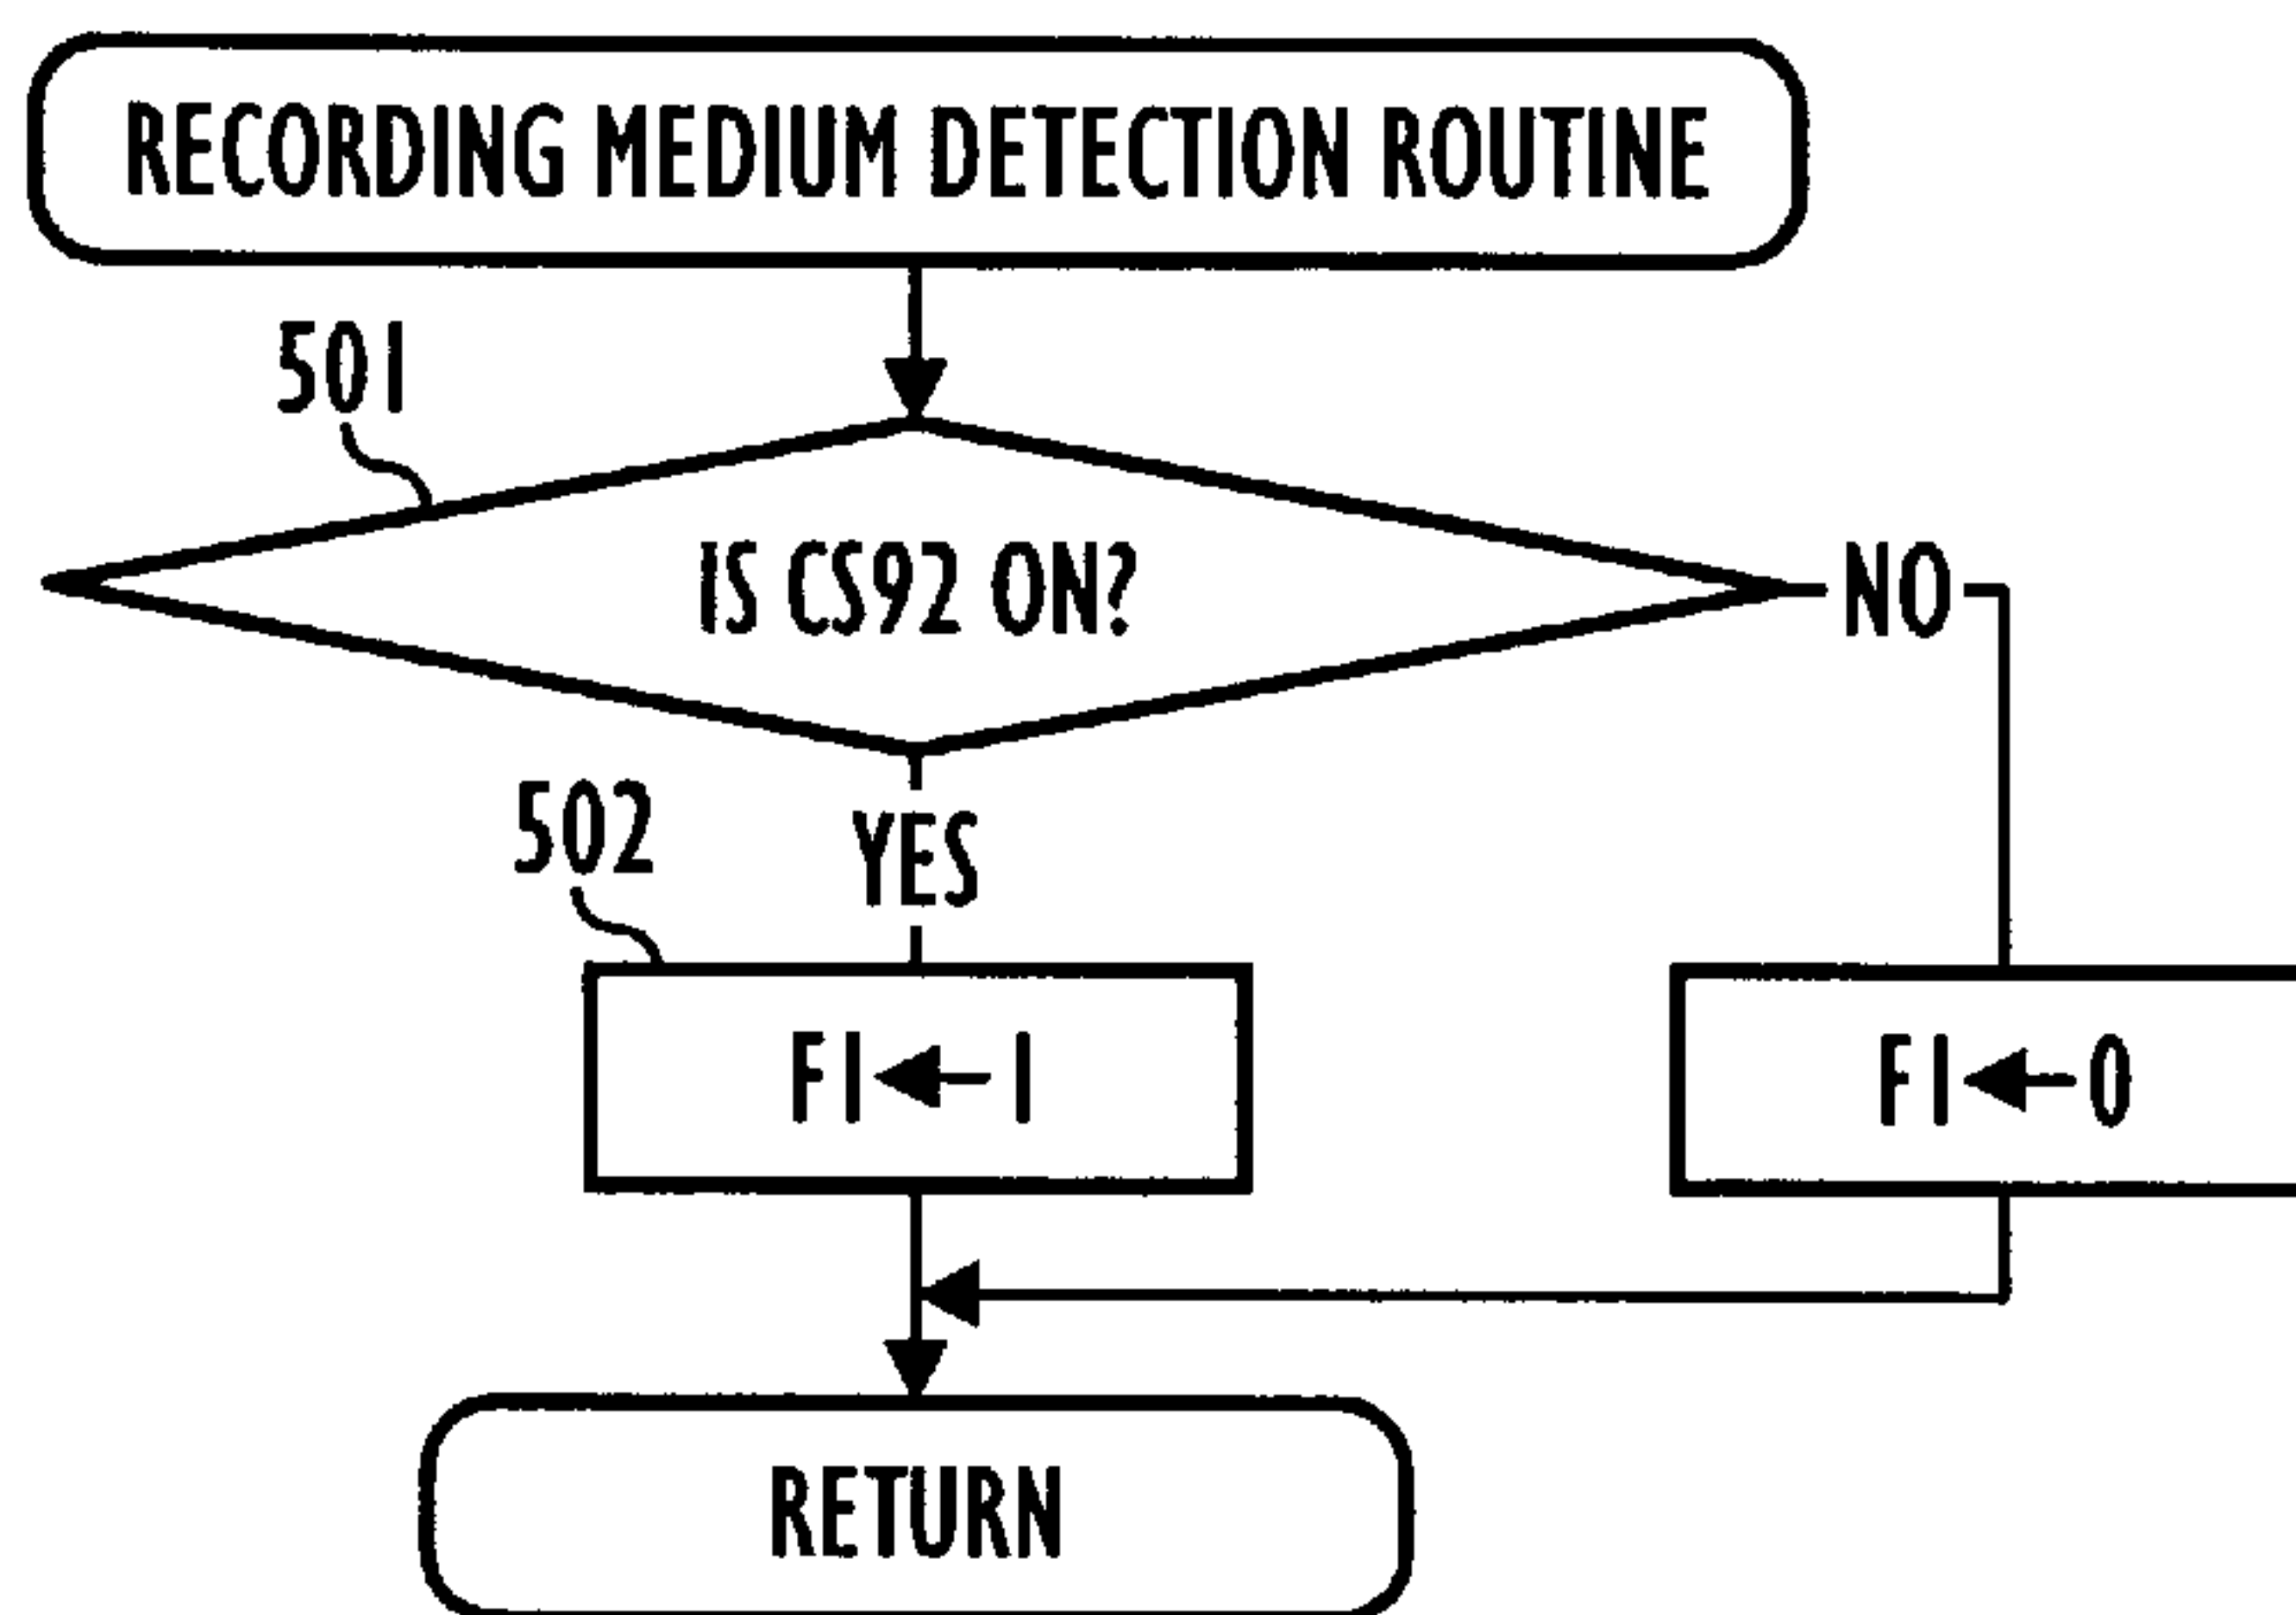 RECORDING MEDIUM DETECTION ROUTINE
501
IS CS92 ON?
NO
502
YES
F1 ← 1
F1 ← 0
RETURN